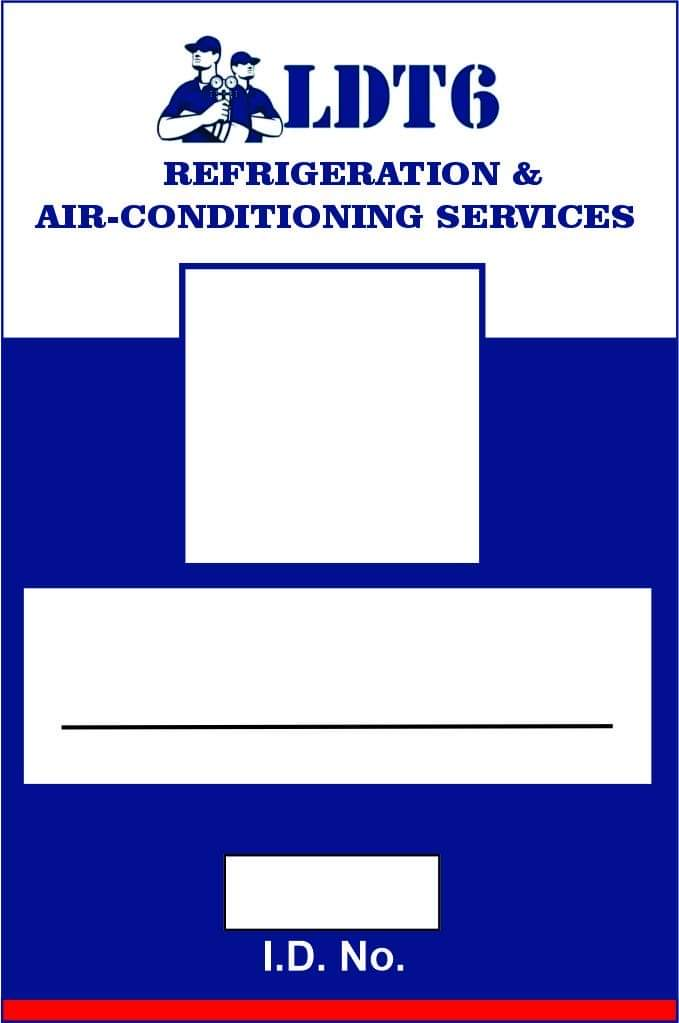 LDT6
REFRIGERATION &
AIR-CONDITIONING SERVICES
I.D. No.